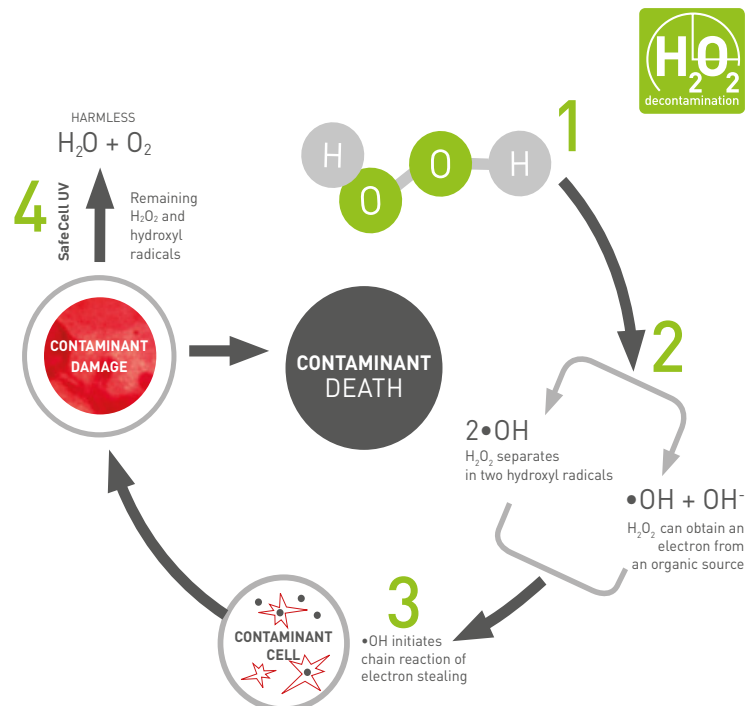 H₂O₂
decontamination
1
H
O
O
H
HARMLESS
H₂O + O₂
4
SafeCell UV
Remaining
H₂O₂ and
hydroxyl
radicals
CONTAMINANT
DAMAGE
CONTAMINANT
DEATH
2
2•OH
H₂O₂ separates
in two hydroxyl radicals
•OH + OH⁻
H₂O₂ can obtain an
electron from
an organic source
3
•OH initiates
chain reaction of
electron stealing
CONTAMINANT
CELL